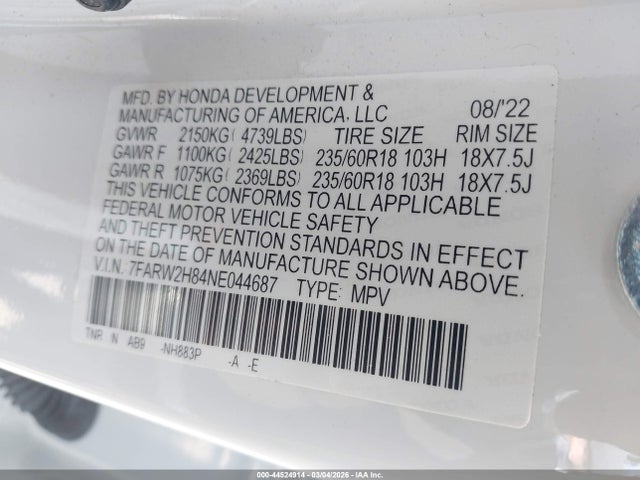 MFD. BY HONDA DEVELOPMENT &
MANUFACTURING OF AMERICA, LLC 08/'22
GVWR 2150KG( 4739LBS) TIRE SIZE RIM SIZE
GAWR F 1100KG( 2425LBS) 235/60R18 103H 18X7.5J
GAWR R 1075KG( 2369LBS) 235/60R18 103H 18X7.5J
THIS VEHICLE CONFORMS TO ALL APPLICABLE
FEDERAL MOTOR VEHICLE SAFETY
AND THEFT PREVENTION STANDARDS IN EFFECT
ON THE DATE OF MANUFACTURE SHOWN ABOVE.
V.I.N. 7FARW2H84NE044687 TYPE: MPV
TNR IN AB9 -NH883P -A -E
000-44524914 - 03/04/2026 - IAA Inc.